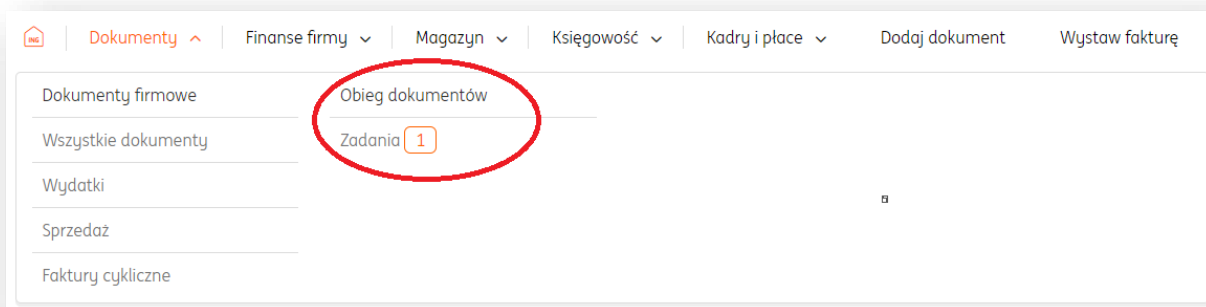 ING Dokumenty Finanse firmy Magazyn Księgowość Kadry i płace Dodaj dokument Wystaw fakturę
Dokumenty firmowe
Wszystkie dokumenty
Wydatki
Sprzedaż
Faktury cykliczne
Obieg dokumentów
Zadania 1